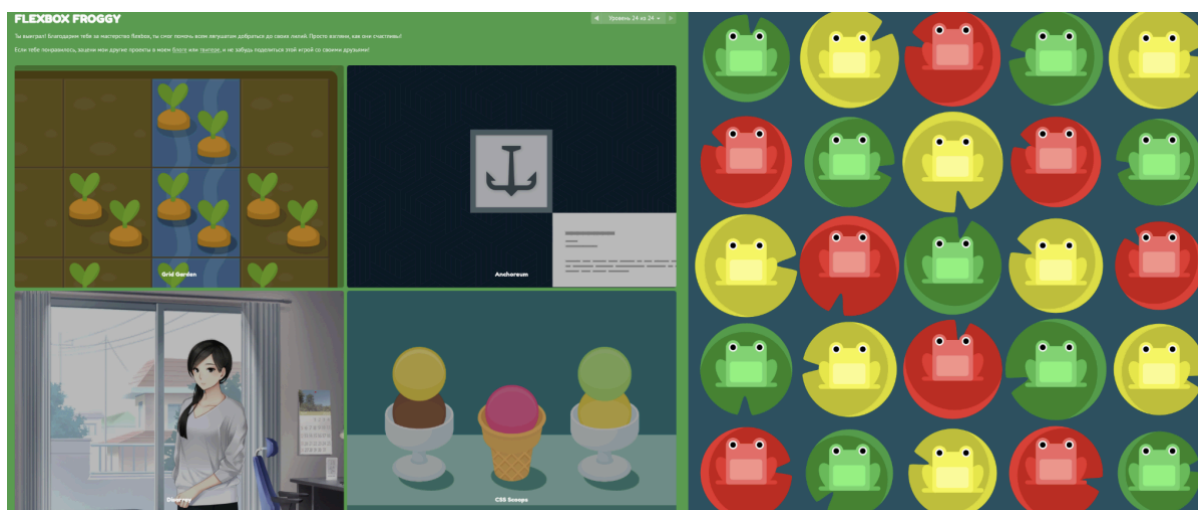 FLEXBOX FROGGY
Уровень 24 из 24
Ты выиграл! Благодаря тебе за мастерство flexbox, ты смог помочь всем лягушатам добраться до своих лилий. Просто взгляни, как они счастливы!
Если тебе понравилось, зацени мои другие проекты в моем блоге или твиттере, и не забудь поделиться этой игрой со своими друзьями!
Grid Garden
Anchoreum
CSS Scoops